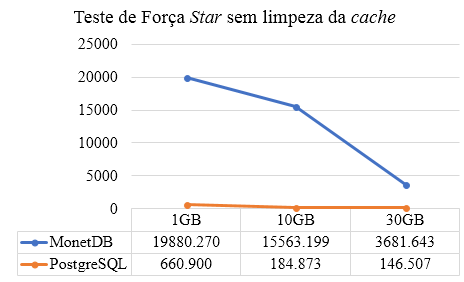 Teste de Força Star sem limpeza da cache
25000
20000
15000
10000
5000
0
1GB 10GB 30GB
MonetDB 19880.270 15563.199 3681.643
PostgreSQL 660.900 184.873 146.507